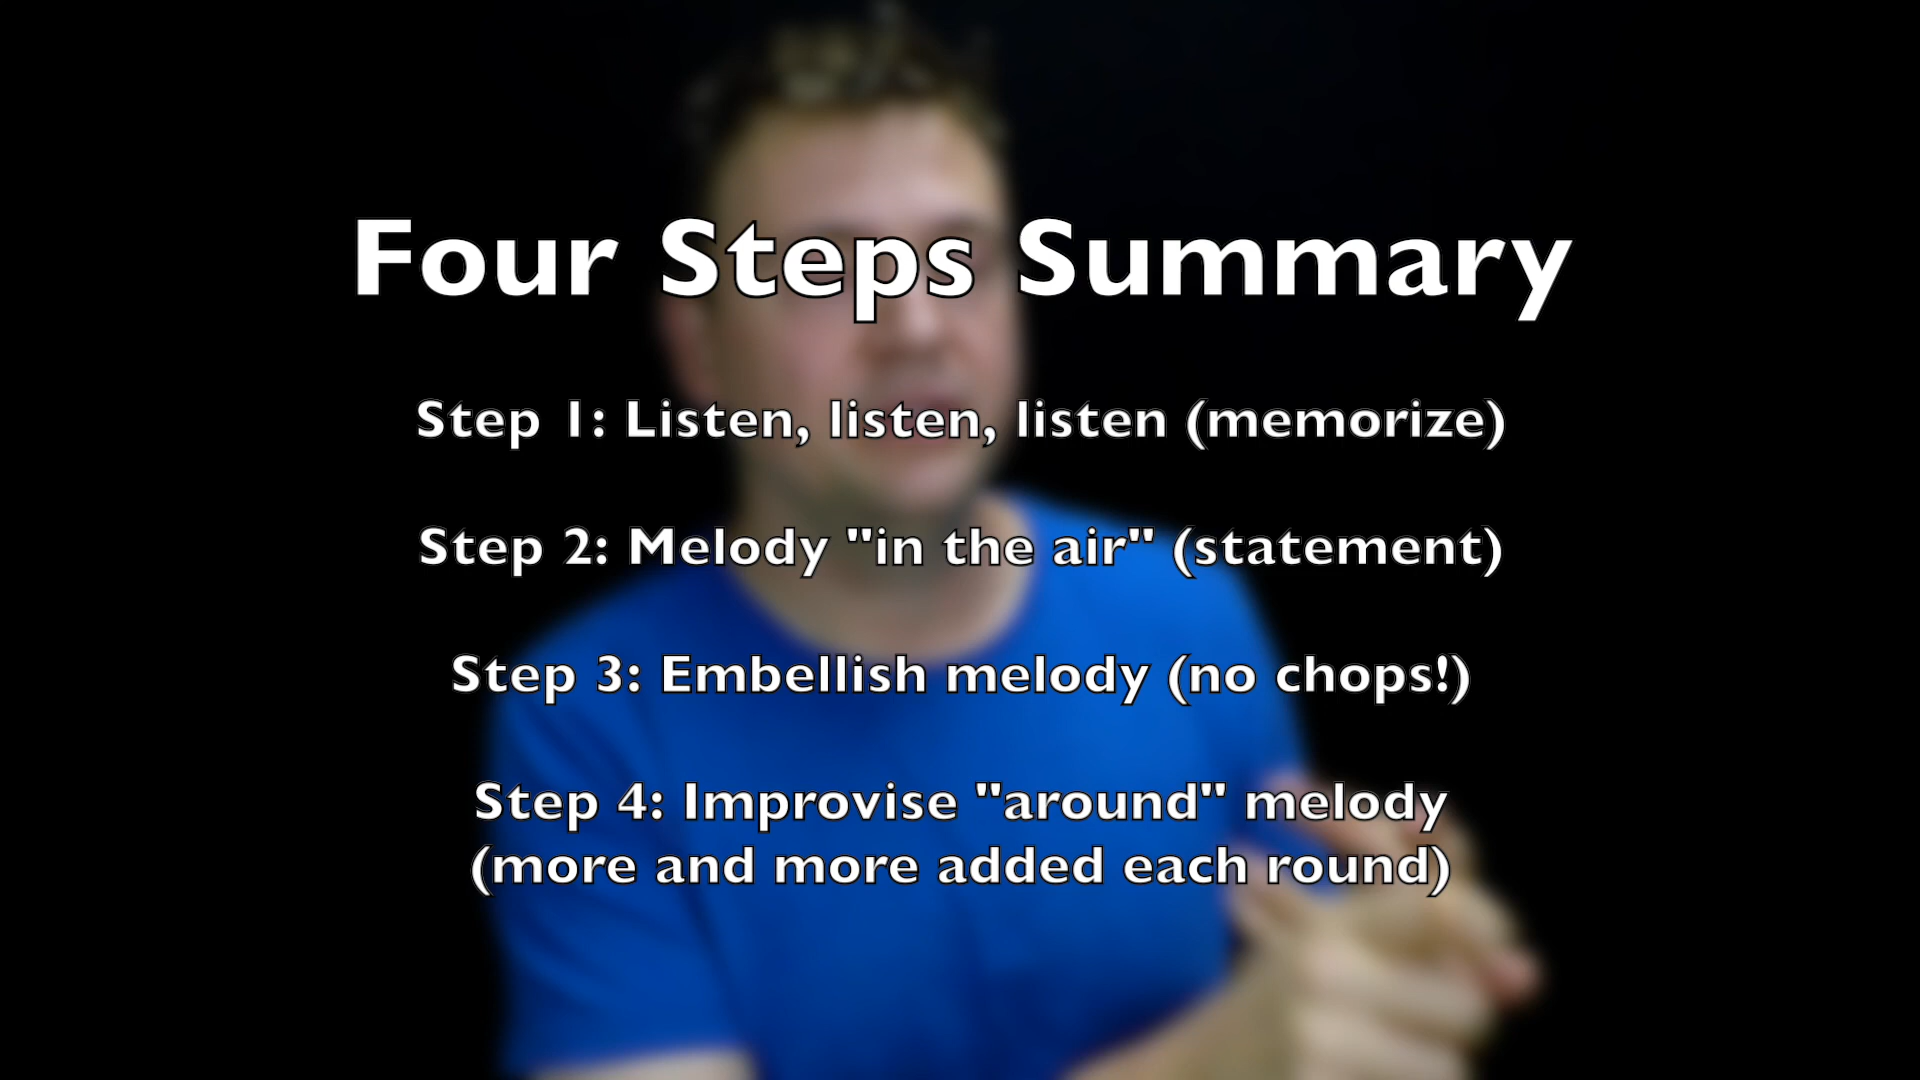 Four Steps Summary
Step 1: Listen, listen, listen (memorize)
Step 2: Melody "in the air" (statement)
Step 3: Embellish melody (no chops!)
Step 4: Improvise "around" melody
(more and more added each round)